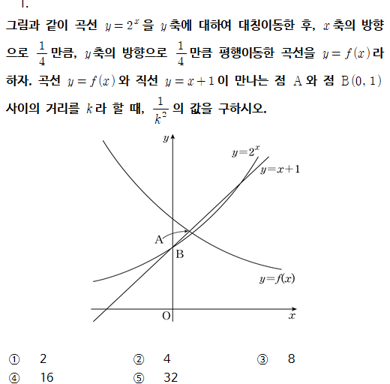 1.
그림과 같이 곡선 y=2^x을 y축에 대하여 대칭이동한 후, x축의 방향
으로 1/4만큼, y축의 방향으로 1/4만큼 평행이동한 곡선을 y=f(x)라
하자. 곡선 y=f(x)와 직선 y=x+1이 만나는 점 A와 점 B(0, 1)
사이의 거리를 k라 할 때, 1/k^2의 값을 구하시오.
y
y=2^x
y=x+1
A
B
y=f(x)
O
x
① 2 ② 4 ③ 8
④ 16 ⑤ 32